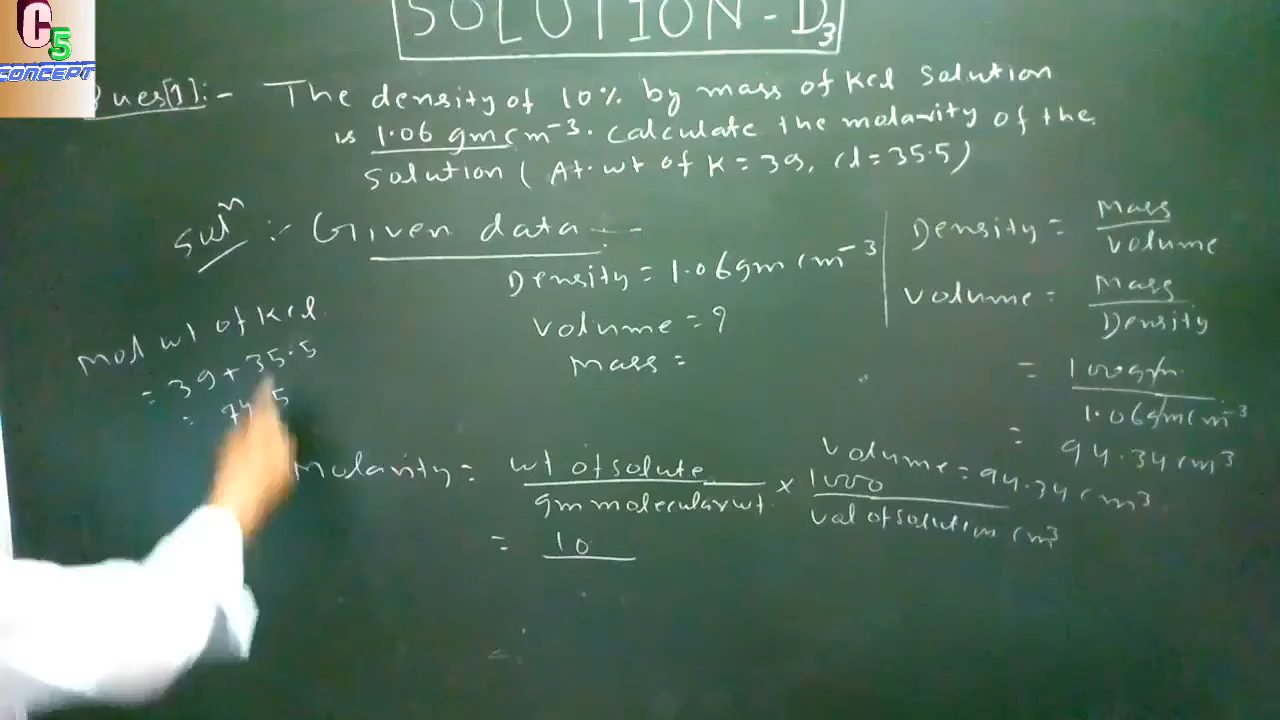 C5
CONCEPT
SOLUTION - D3
Ques[1]:- The density of 10% by mass of Kcl solution
is 1.06 gm cm⁻³. calculate the molarity of the
solution ( At. wt of K = 39, cl = 35.5)
Solⁿ :- Given data :-
Density = 1.06 gm cm⁻³
volume = ?
mass =
Density = Mass / volume
volume = Mass / Density
= 100 gm / 1.06 gm cm⁻³
= 94.34 cm³
volume = 94.34 cm³
mol wt of Kcl
= 39 + 35.5
= 74.5
Molarity = wt of solute / gm molecular wt × 1000 / vol of solution cm³
= 10